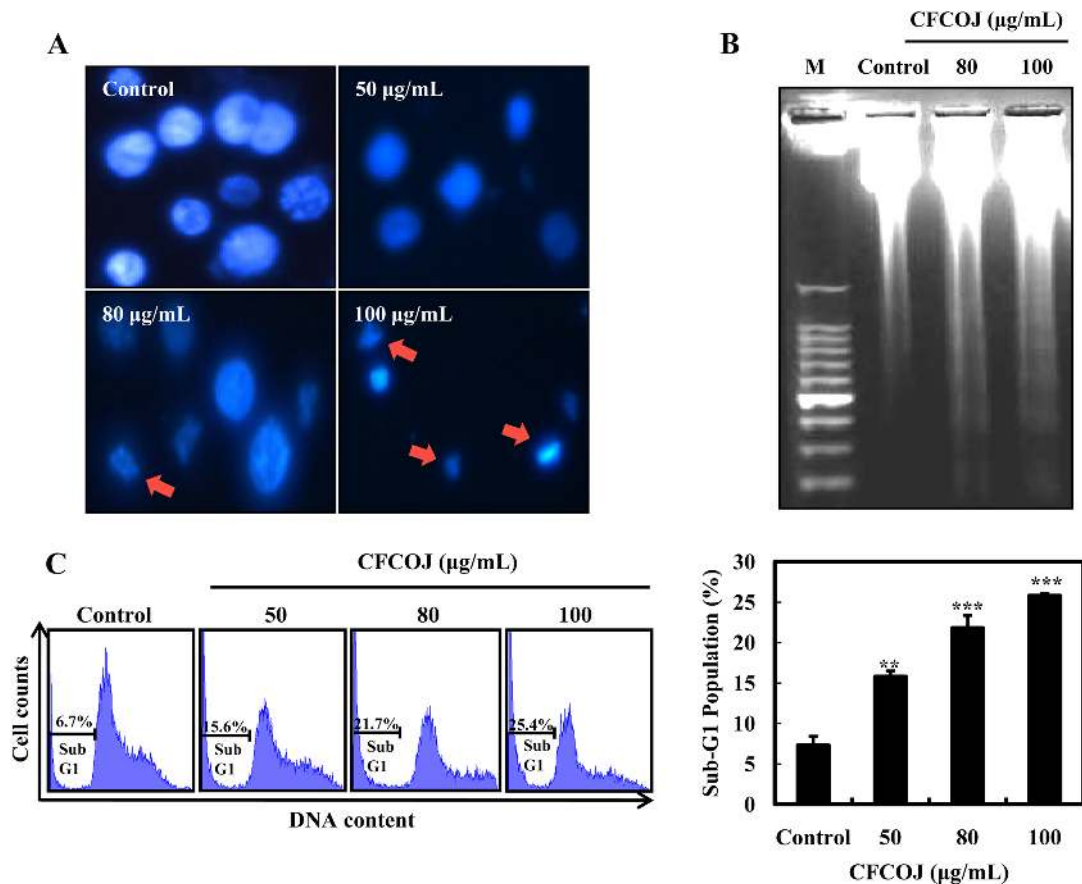 A
Control
50 µg/mL
80 µg/mL
100 µg/mL
B
CFCOJ (µg/mL)
M Control 80 100
C
CFCOJ (µg/mL)
Control 50 80 100
Cell counts
6.7%
Sub
G1
15.6%
Sub
G1
21.7%
Sub
G1
25.4%
Sub
G1
DNA content
Sub-G1 Population (%)
30
25
20
15
10
5
0
**
***
***
Control 50 80 100
CFCOJ (µg/mL)